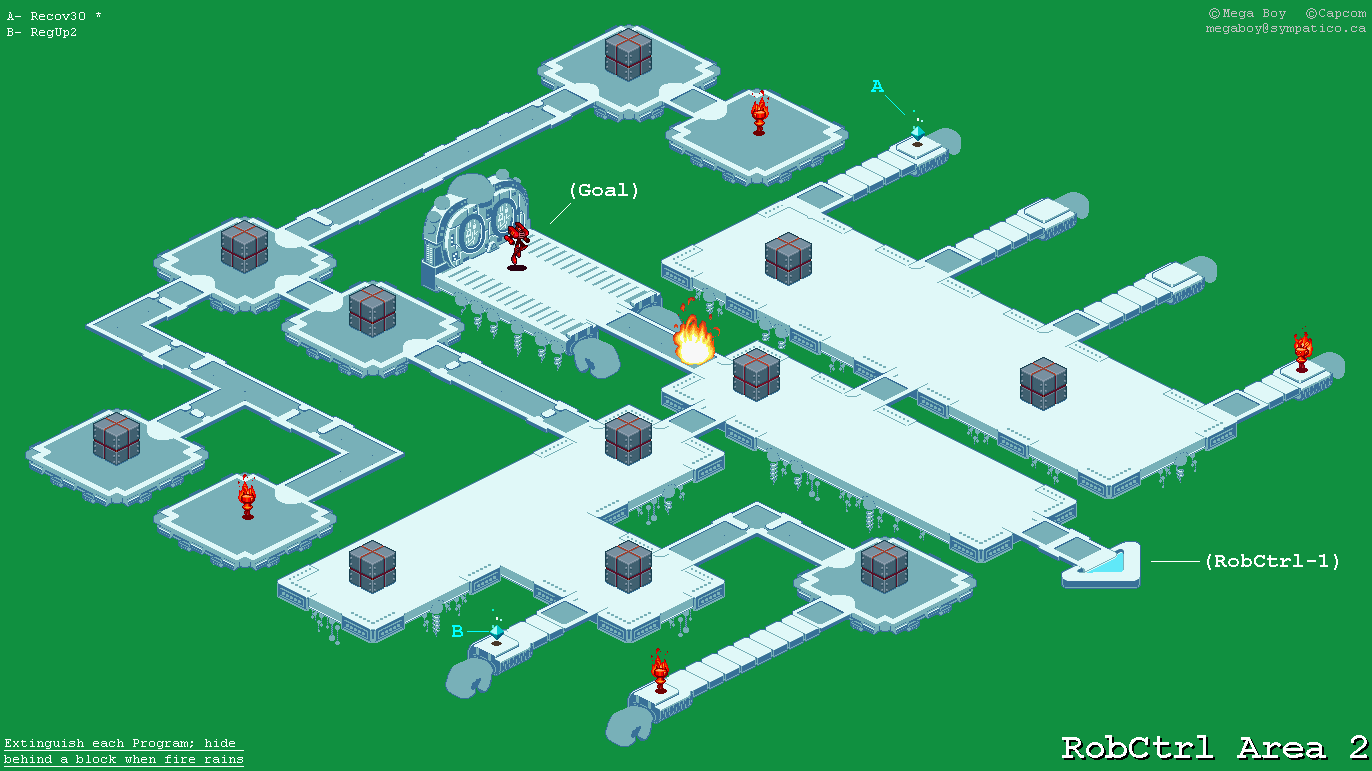 A- Recov30 *
B- RegUp2
©Mega Boy ©Capcom
megaboy@sympatico.ca
A
(Goal)
(RobCtrl-1)
B
Extinguish each Program; hide
behind a block when fire rains
RobCtrl Area 2